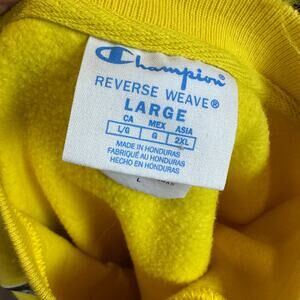 Champion
REVERSE WEAVE®
LARGE
CA MEX ASIA
L/G G 2XL
MADE IN HONDURAS
FABRIQUÉ AU HONDURAS
HECHO EN HONDURAS
L